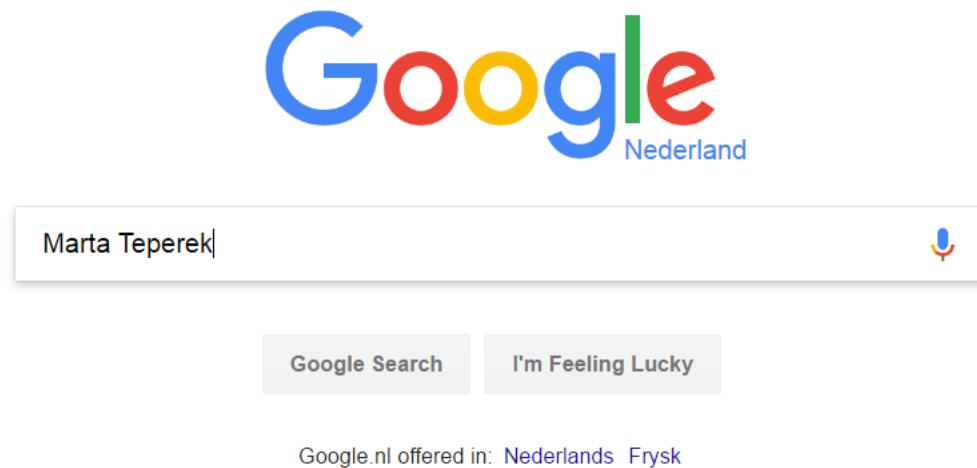 Google
Nederland
Marta Teperek
Google Search I'm Feeling Lucky
Google.nl offered in: Nederlands Frysk